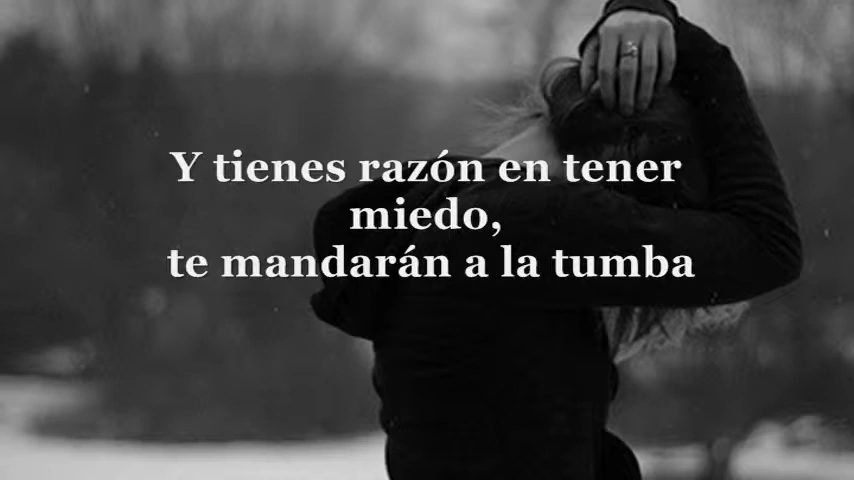 Y tienes razón en tener
miedo,
te mandarán a la tumba